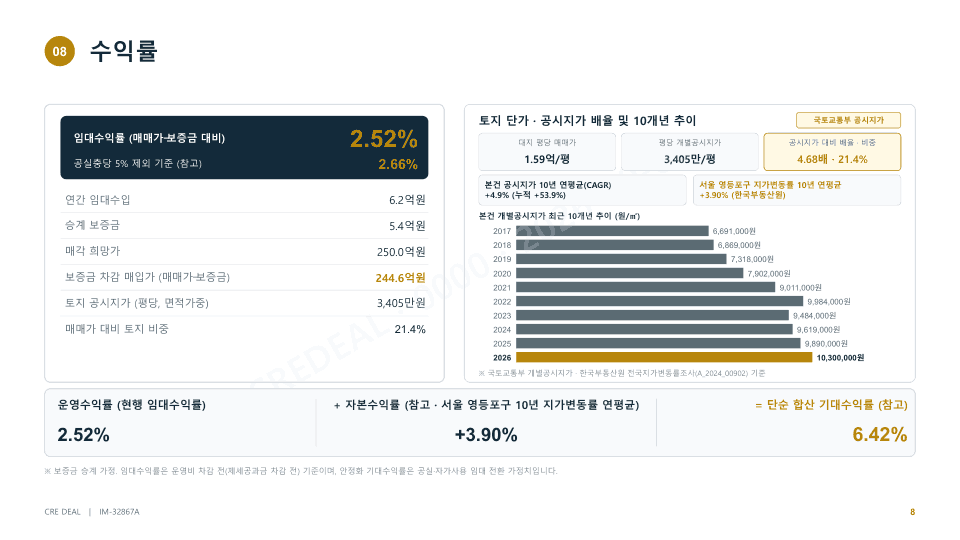 08 수익률
임대수익률 (매매가-보증금 대비) 2.52%
공실충당 5% 제외 기준 (참고) 2.66%
연간 임대수입 6.2억원
승계 보증금 5.4억원
매각 희망가 250.0억원
보증금 차감 매입가 (매매가-보증금) 244.6억원
토지 공시지가 (평당, 면적가중) 3,405만원
매매가 대비 토지 비중 21.4%
토지 단가 · 공시지가 배율 및 10개년 추이 국토교통부 공시지가
대지 평당 매매가 평당 개별공시지가 공시지가 대비 배율 · 비중
1.59억/평 3,405만/평 4.68배 · 21.4%
본건 공시지가 10년 연평균(CAGR) 서울 영등포구 지가변동률 10년 연평균
+4.9% (누적 +53.9%) +3.90% (한국부동산원)
본건 개별공시지가 최근 10개년 추이 (원/㎡)
2017 6,691,000원
2018 6,869,000원
2019 7,318,000원
2020 7,902,000원
2021 9,011,000원
2022 9,984,000원
2023 9,484,000원
2024 9,619,000원
2025 9,890,000원
2026 10,300,000원
※ 국토교통부 개별공시지가 · 한국부동산원 전국지가변동률조사(A_2024_00902) 기준
운영수익률 (현행 임대수익률) + 자본수익률 (참고 · 서울 영등포구 10년 지가변동률 연평균) = 단순 합산 기대수익률 (참고)
2.52% +3.90% 6.42%
※ 보증금 승계 가정. 임대수익률은 운영비 차감 전(제세공과금 차감 전) 기준이며, 안정화 기대수익률은 공실·자가사용 임대 전환 가정치입니다.
CRE DEAL | IM-32867A 8